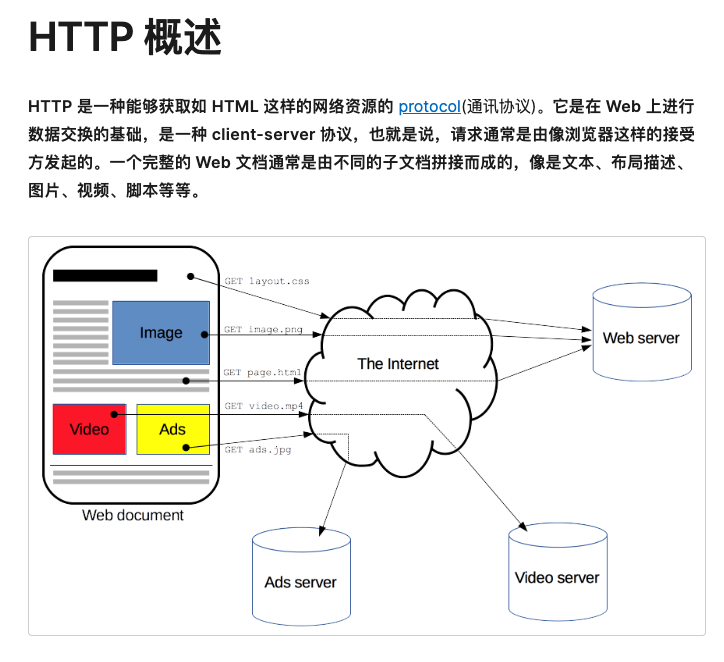 HTTP 概述
HTTP 是一种能够获取如 HTML 这样的网络资源的 protocol(通讯协议)。它是在 Web 上进行
数据交换的基础，是一种 client-server 协议，也就是说，请求通常是由像浏览器这样的接受
方发起的。一个完整的 Web 文档通常是由不同的子文档拼接而成的，像是文本、布局描述、
图片、视频、脚本等等。
GET layout.css
Image
GET image.png
The Internet
Web server
GET page.html
Video
Ads
GET video.mp4
GET ads.jpg
Web document
Ads server
Video server